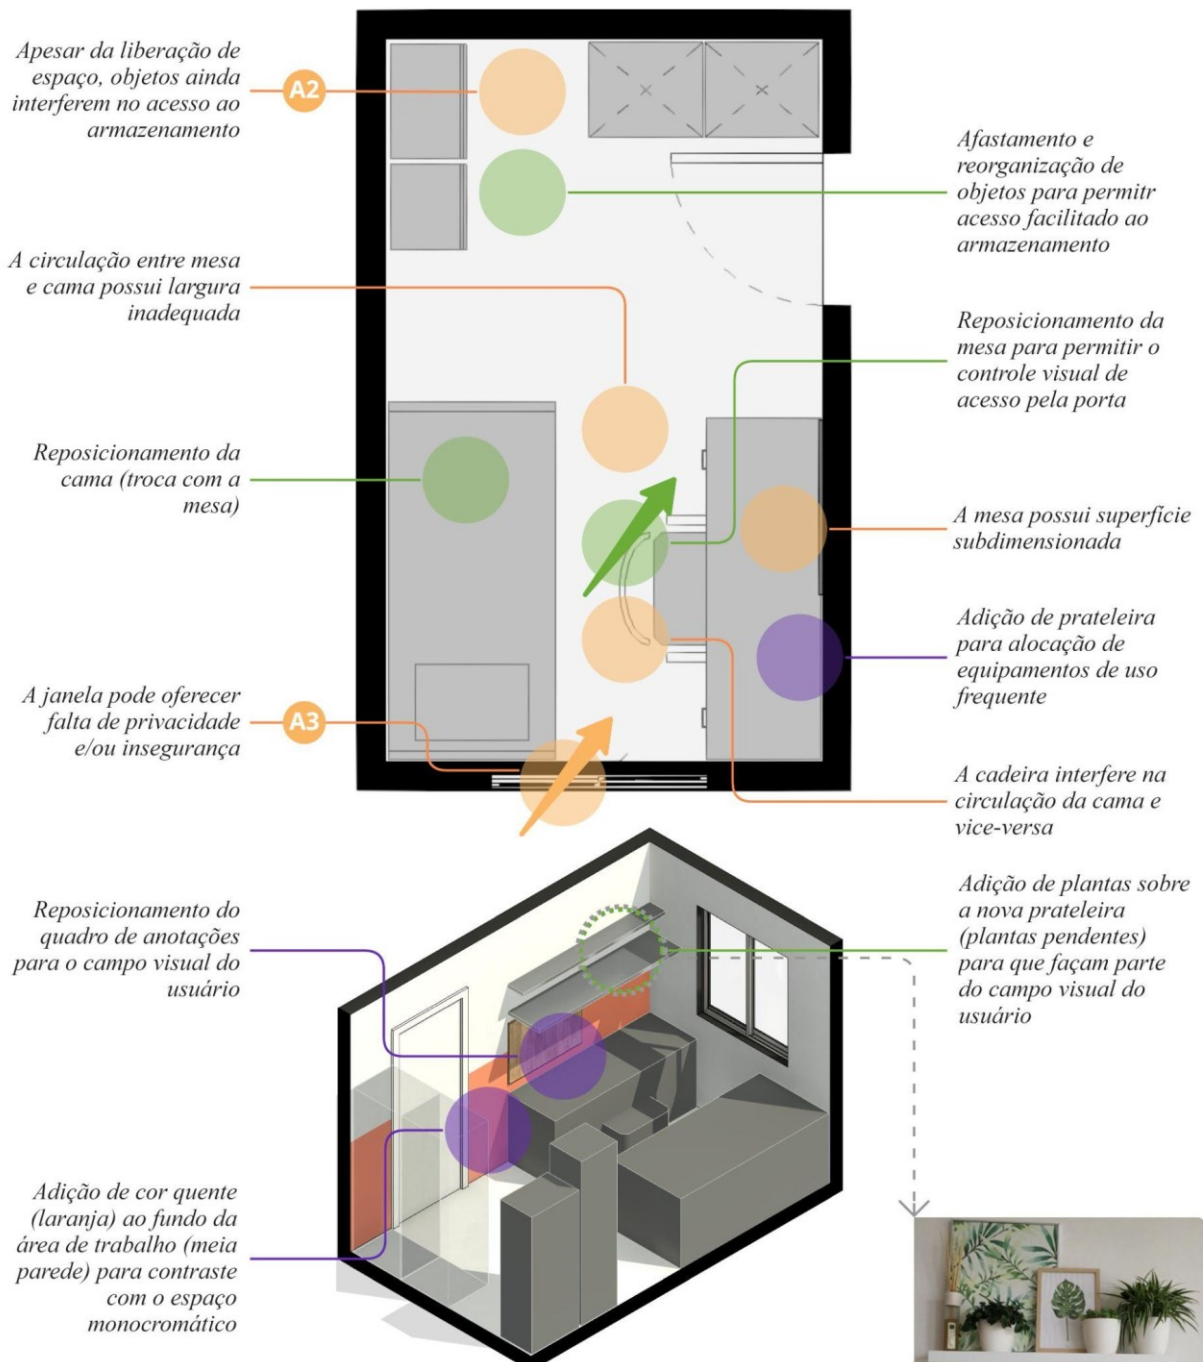 Apesar da liberação de
espaço, objetos ainda
interferem no acesso ao
armazenamento
A2
Afastamento e
reorganização de
objetos para permitr
acesso facilitado ao
armazenamento
A circulação entre mesa
e cama possui largura
inadequada
Reposicionamento da
mesa para permitir o
controle visual de
acesso pela porta
Reposicionamento da
cama (troca com a
mesa)
A mesa possui superfície
subdimensionada
Adição de prateleira
para alocação de
equipamentos de uso
frequente
A janela pode oferecer
falta de privacidade
e/ou insegurança
A3
A cadeira interfere na
circulação da cama e
vice-versa
Reposicionamento do
quadro de anotações
para o campo visual do
usuário
Adição de plantas sobre
a nova prateleira
(plantas pendentes)
para que façam parte
do campo visual do
usuário
Adição de cor quente
(laranja) ao fundo da
área de trabalho (meia
parede) para contraste
com o espaço
monocromático